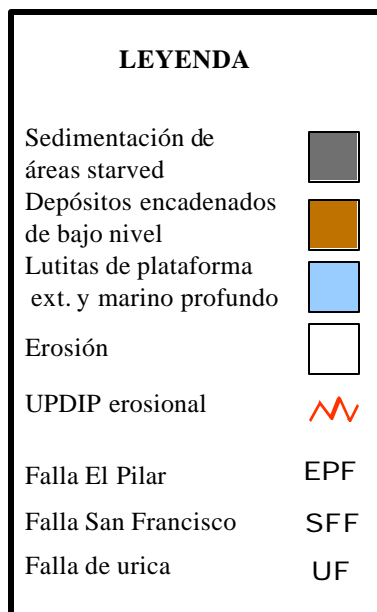 LEYENDA
Sedimentación de
áreas starved
Depósitos encadenados
de bajo nivel
Lutitas de plataforma
ext. y marino profundo
Erosión
UPDIP erosional
Falla El Pilar EPF
Falla San Francisco SFF
Falla de urica UF